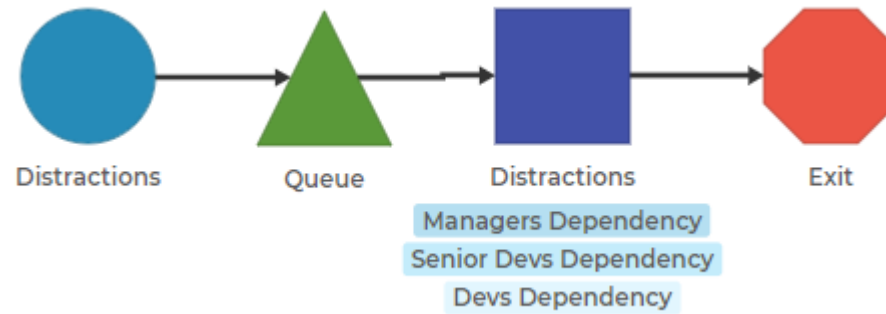 Distractions
Queue
Distractions
Exit
Managers Dependency
Senior Devs Dependency
Devs Dependency